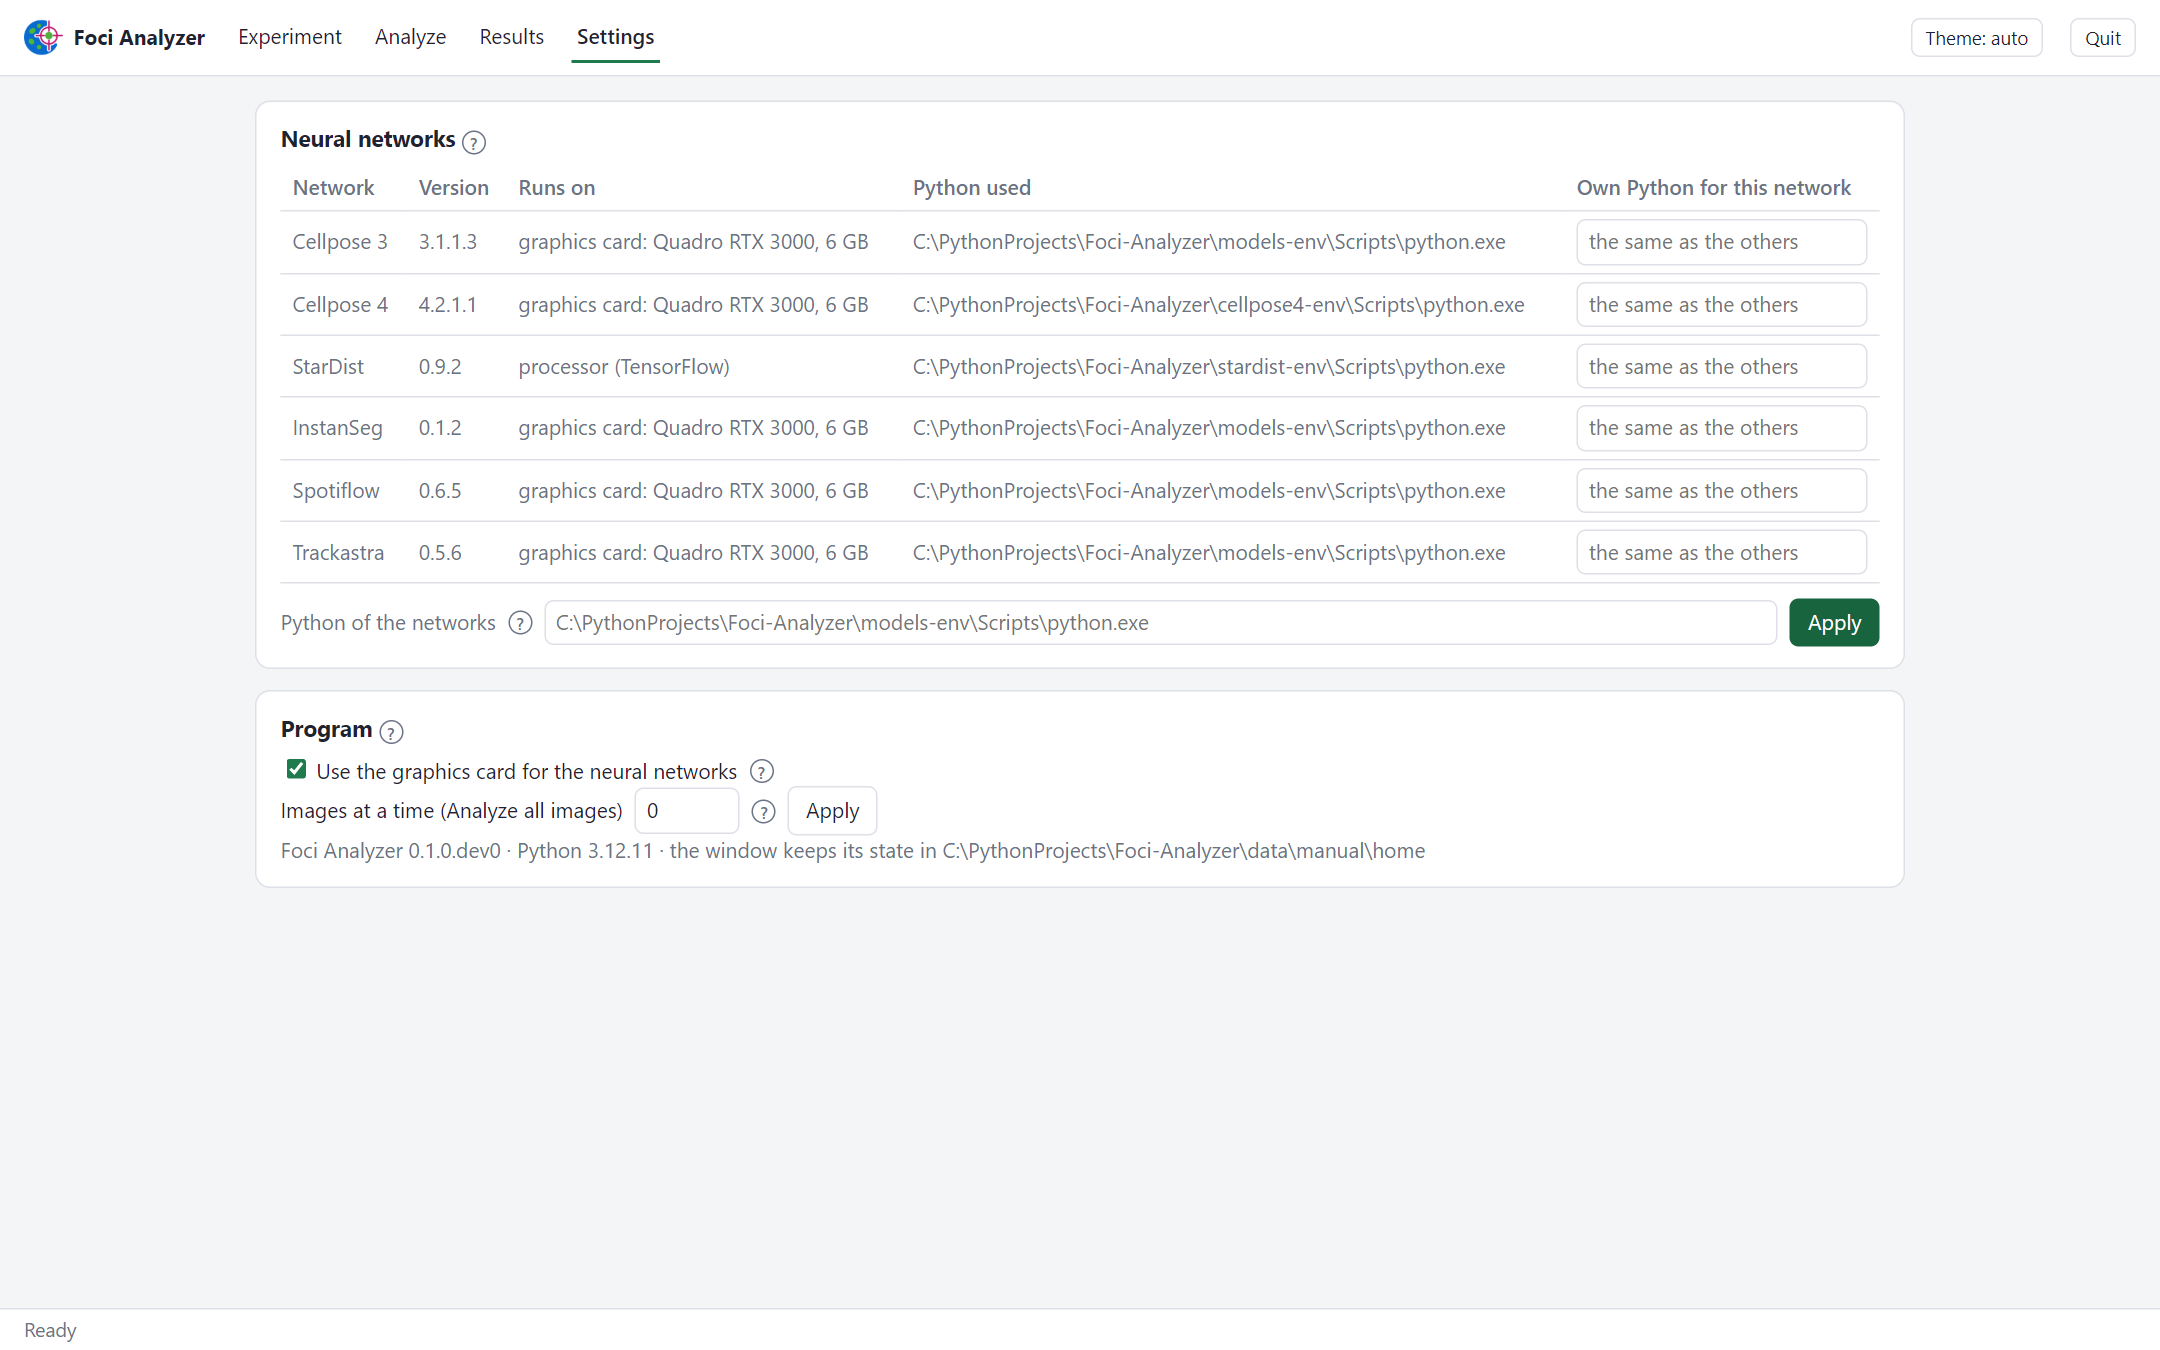 Foci Analyzer Experiment Analyze Results Settings Theme: auto Quit
Neural networks ?
Network Version Runs on Python used Own Python for this network
Cellpose 3 3.1.1.3 graphics card: Quadro RTX 3000, 6 GB C:\PythonProjects\Foci-Analyzer\models-env\Scripts\python.exe the same as the others
Cellpose 4 4.2.1.1 graphics card: Quadro RTX 3000, 6 GB C:\PythonProjects\Foci-Analyzer\cellpose4-env\Scripts\python.exe the same as the others
StarDist 0.9.2 processor (TensorFlow) C:\PythonProjects\Foci-Analyzer\stardist-env\Scripts\python.exe the same as the others
InstanSeg 0.1.2 graphics card: Quadro RTX 3000, 6 GB C:\PythonProjects\Foci-Analyzer\models-env\Scripts\python.exe the same as the others
Spotiflow 0.6.5 graphics card: Quadro RTX 3000, 6 GB C:\PythonProjects\Foci-Analyzer\models-env\Scripts\python.exe the same as the others
Trackastra 0.5.6 graphics card: Quadro RTX 3000, 6 GB C:\PythonProjects\Foci-Analyzer\models-env\Scripts\python.exe the same as the others
Python of the networks ? C:\PythonProjects\Foci-Analyzer\models-env\Scripts\python.exe Apply
Program ?
Use the graphics card for the neural networks ?
Images at a time (Analyze all images) 0 ? Apply
Foci Analyzer 0.1.0.dev0 · Python 3.12.11 · the window keeps its state in C:\PythonProjects\Foci-Analyzer\data\manual\home
Ready